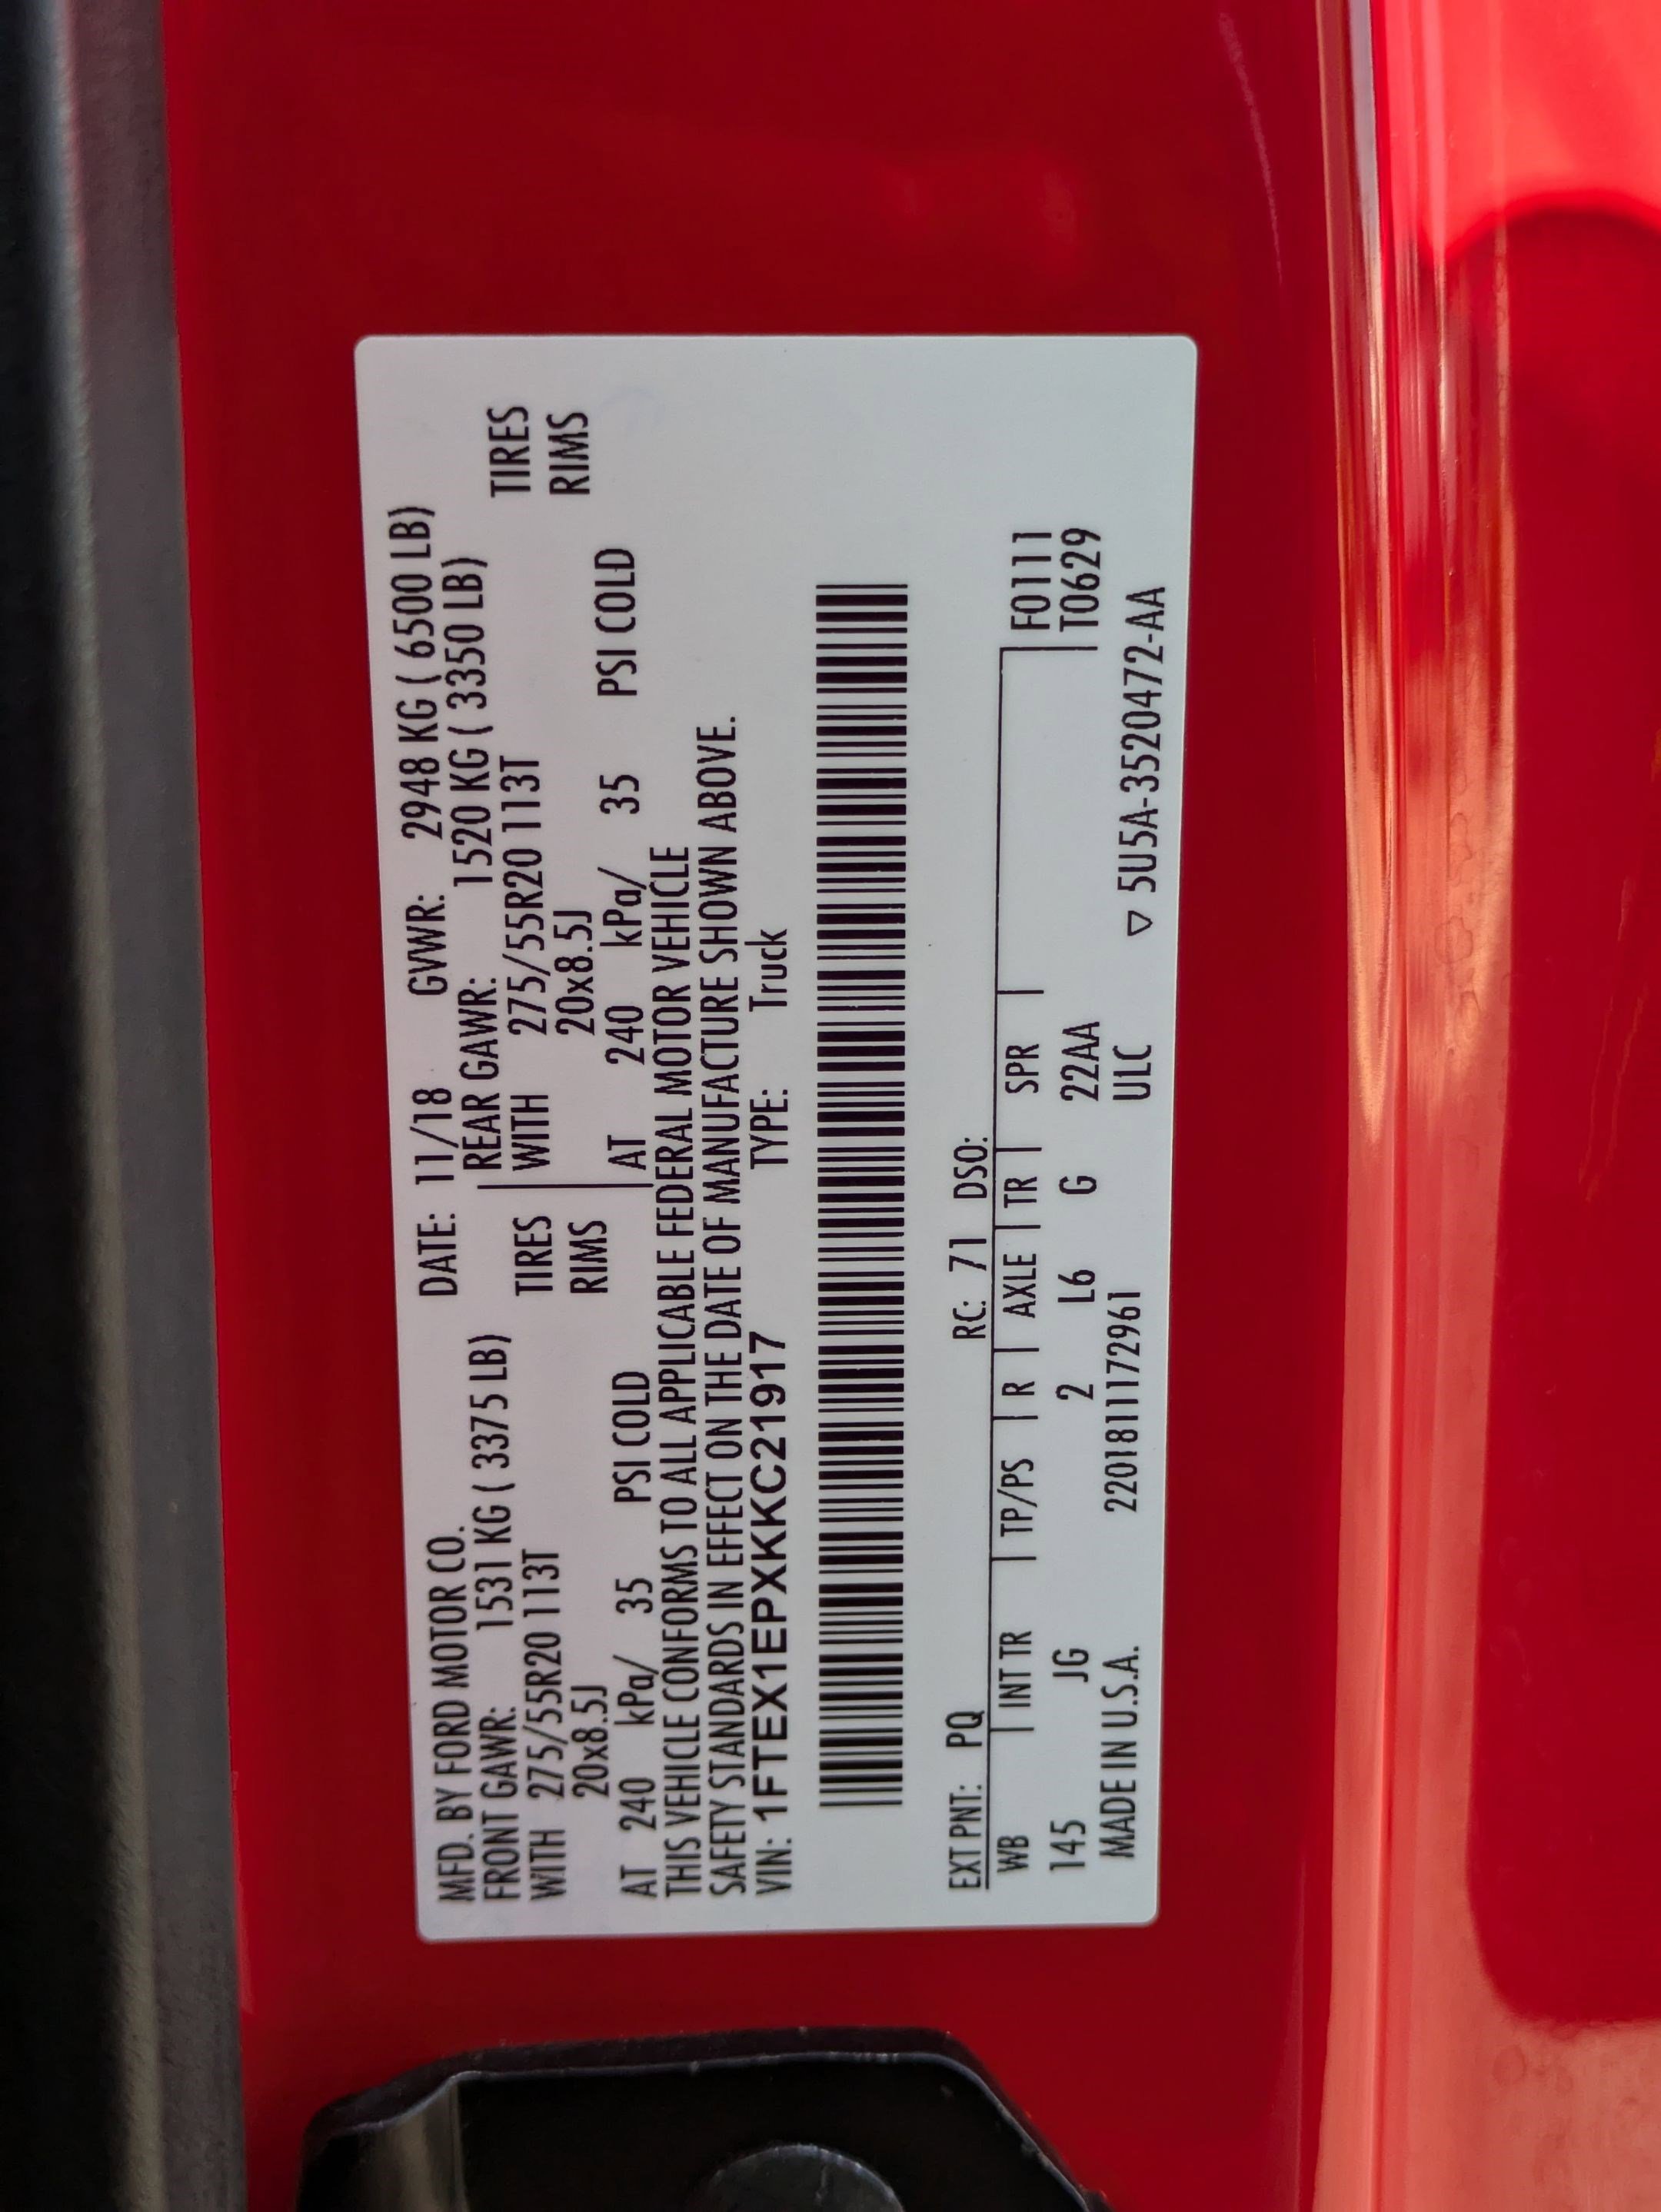 MFD. BY FORD MOTOR CO. DATE: 11/18 GVWR: 2948 KG ( 6500 LB)
FRONT GAWR: 1531 KG ( 3375 LB) REAR GAWR: 1520 KG ( 3350 LB)
WITH 275/55R20 113T TIRES WITH 275/55R20 113T TIRES
20x8.5J RIMS 20x8.5J RIMS
AT 240 kPa/ 35 PSI COLD AT 240 kPa/ 35 PSI COLD
THIS VEHICLE CONFORMS TO ALL APPLICABLE FEDERAL MOTOR VEHICLE
SAFETY STANDARDS IN EFFECT ON THE DATE OF MANUFACTURE SHOWN ABOVE.
VIN: 1FTEX1EPXKKC21917 TYPE: Truck
EXT PNT: PQ RC: 71 DSO:
WB | INT TR | TP/PS | R | AXLE | TR | SPR | F0111
145 JG 2 L6 G 22AA T0629
MADE IN U.S.A. 2201811172961 ULC ▽ 5U5A-3520472-AA